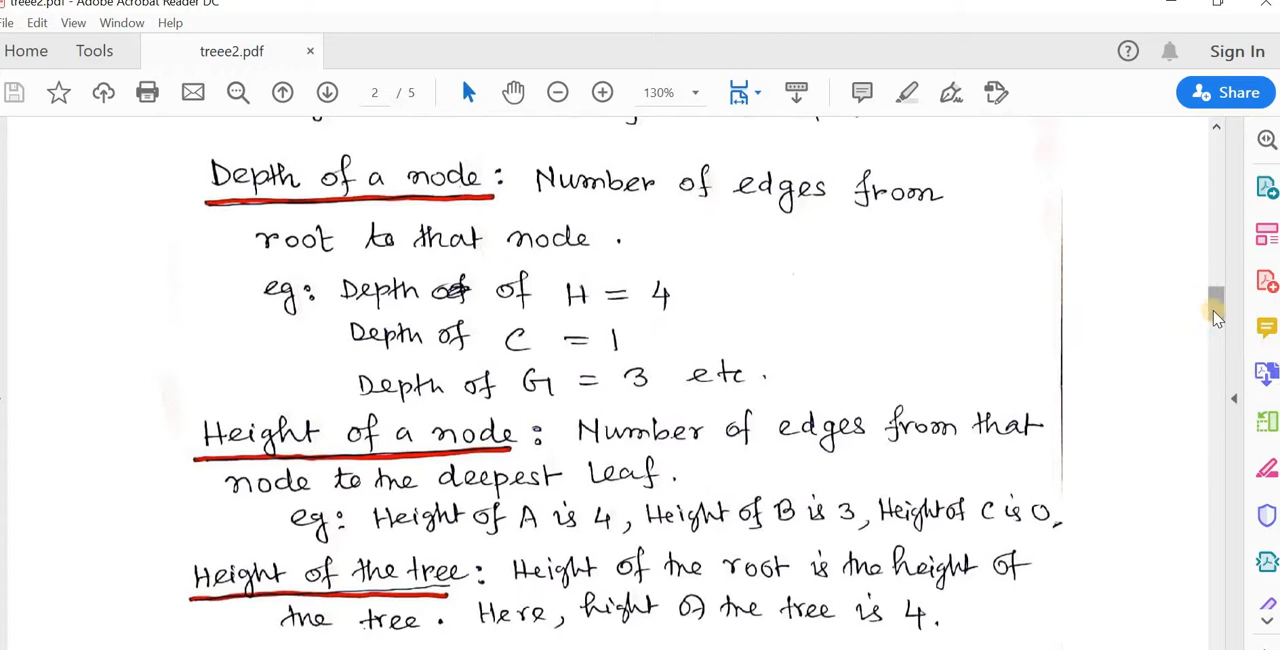 treee2.pdf - Adobe Acrobat Reader DC
File Edit View Window Help
Home Tools treee2.pdf × Sign In
2 / 5 130% Share
Depth of a node: Number of edges from
root to that node.
eg: Depth of H = 4
Depth of C = 1
Depth of G = 3 etc.
Height of a node: Number of edges from that
node to the deepest leaf.
eg: Height of A is 4, Height of B is 3, Height of C is 0,
Height of the tree: Height of the root is the height of
the tree. Here, hight of the tree is 4.